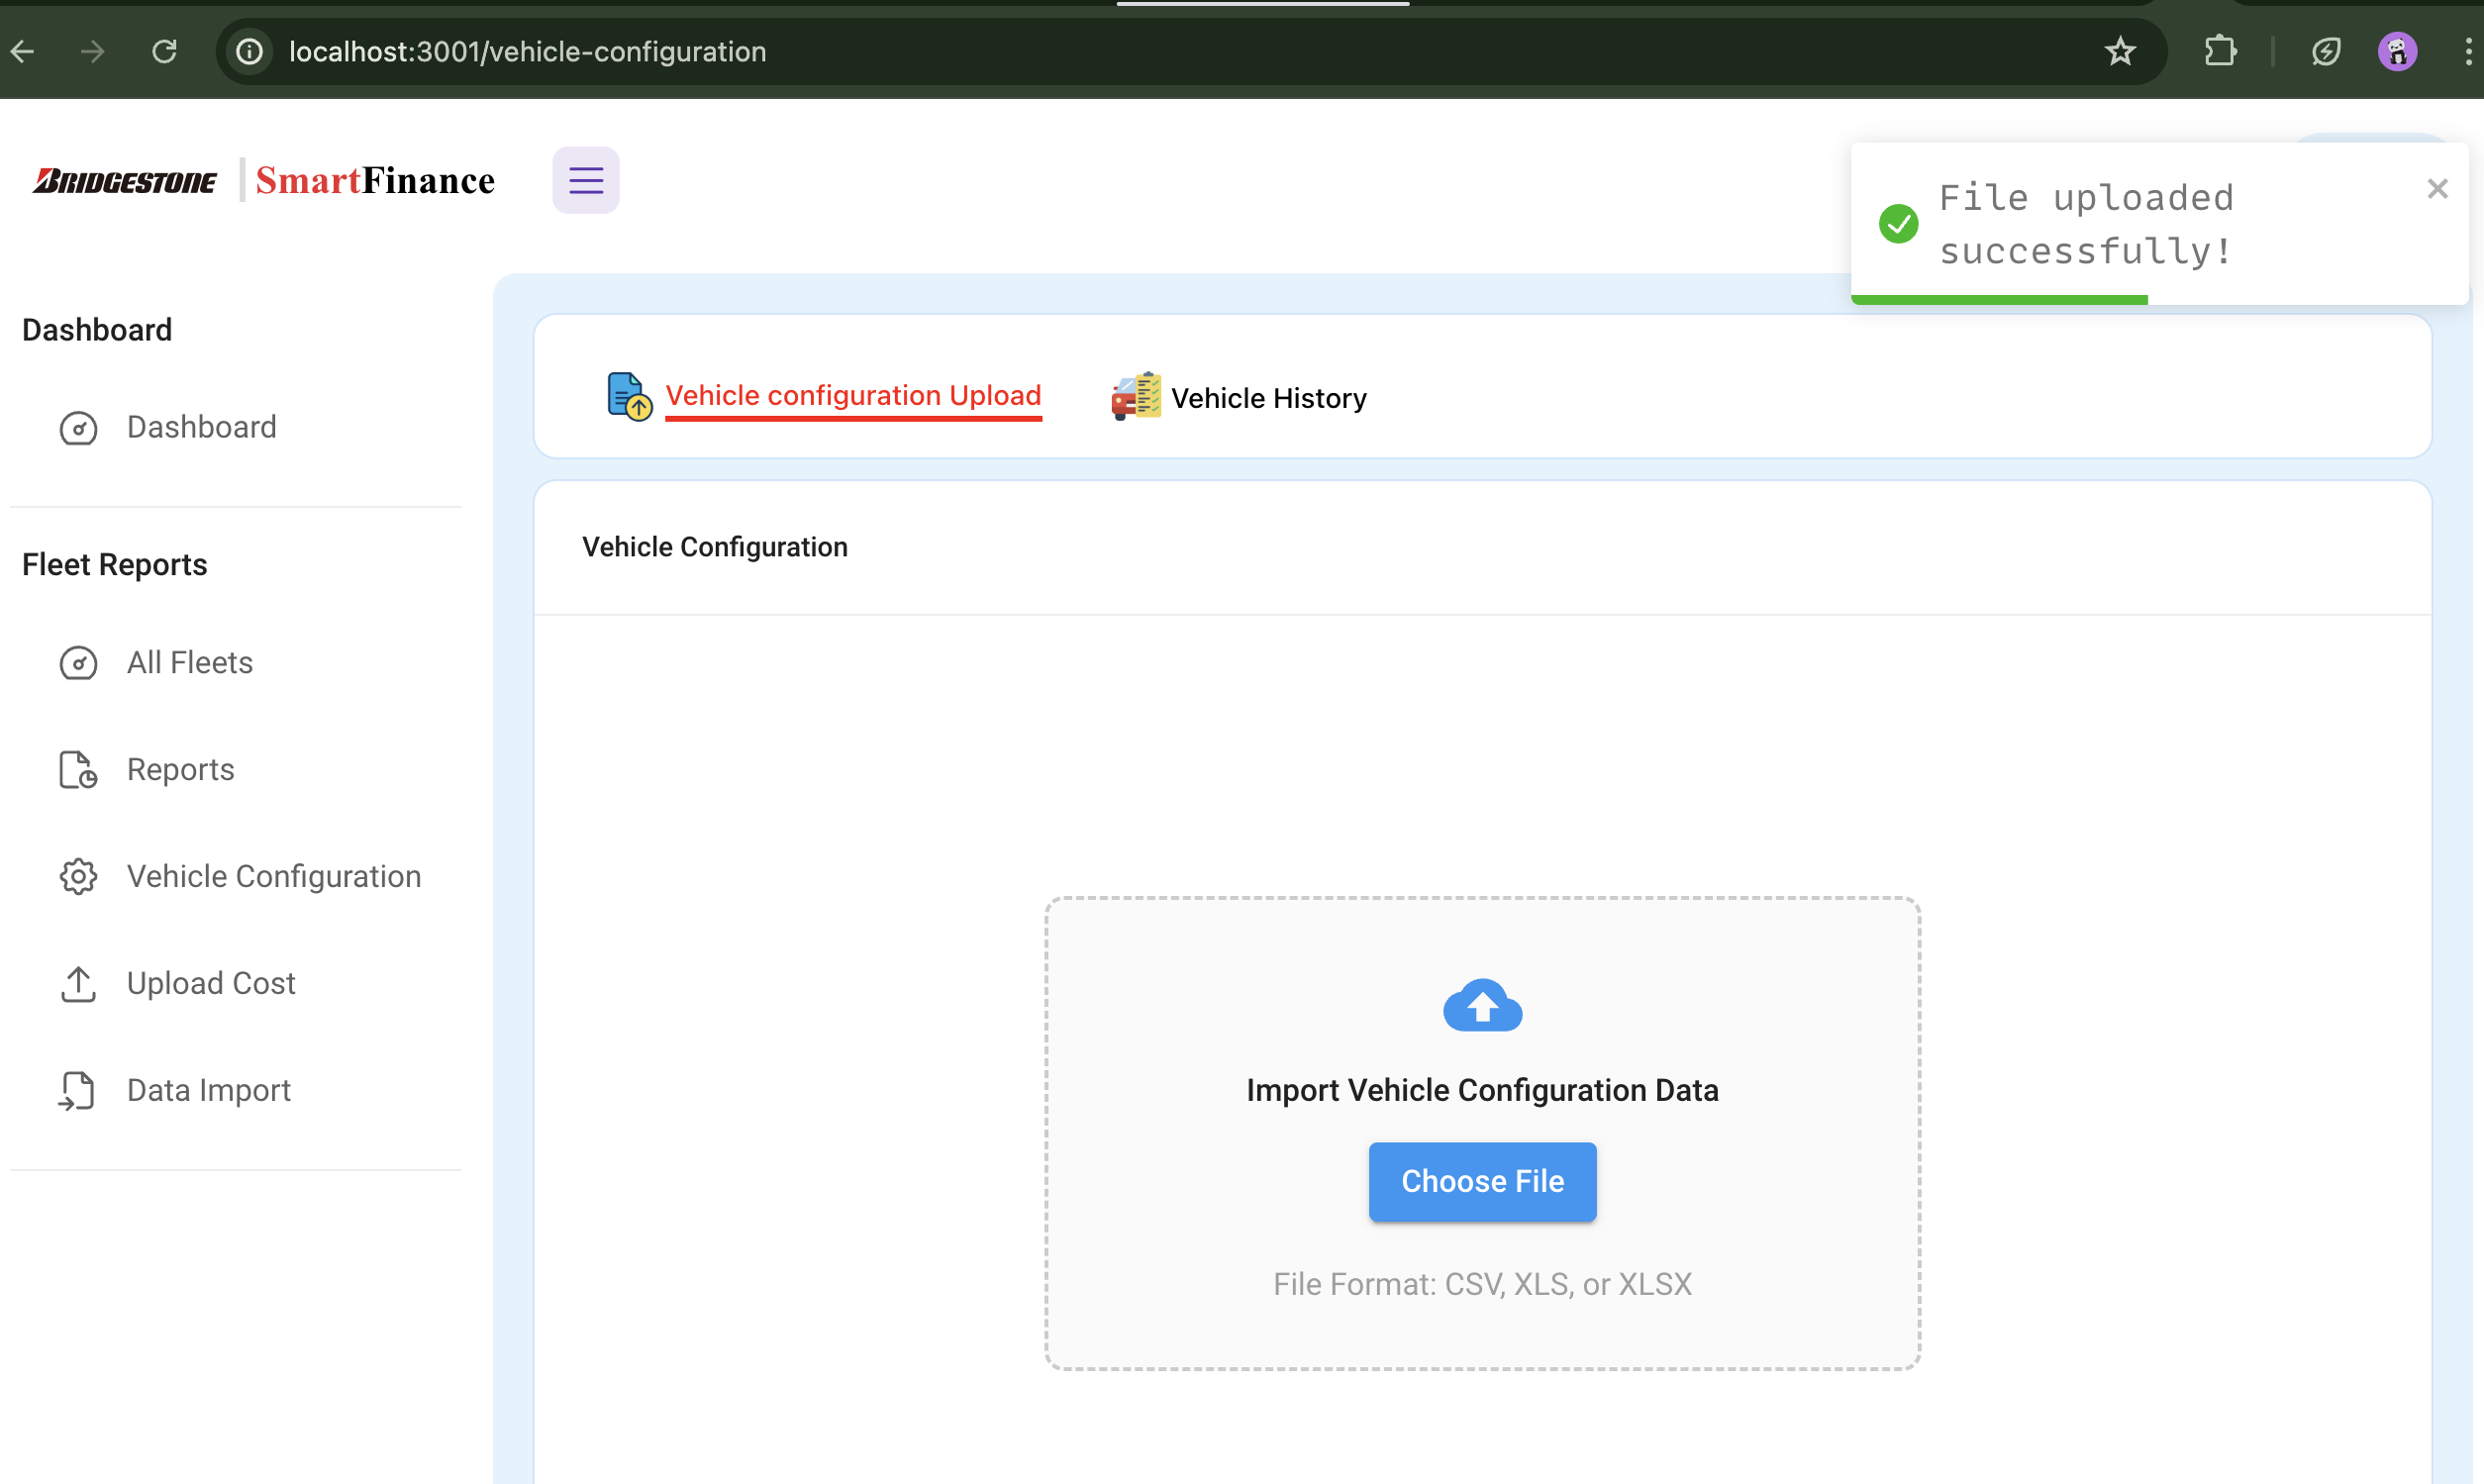 localhost:3001/vehicle-configuration
BRIDGESTONE SmartFinance
File uploaded
successfully!
Dashboard
Dashboard
Fleet Reports
All Fleets
Reports
Vehicle Configuration
Upload Cost
Data Import
Vehicle configuration Upload
Vehicle History
Vehicle Configuration
Import Vehicle Configuration Data
Choose File
File Format: CSV, XLS, or XLSX